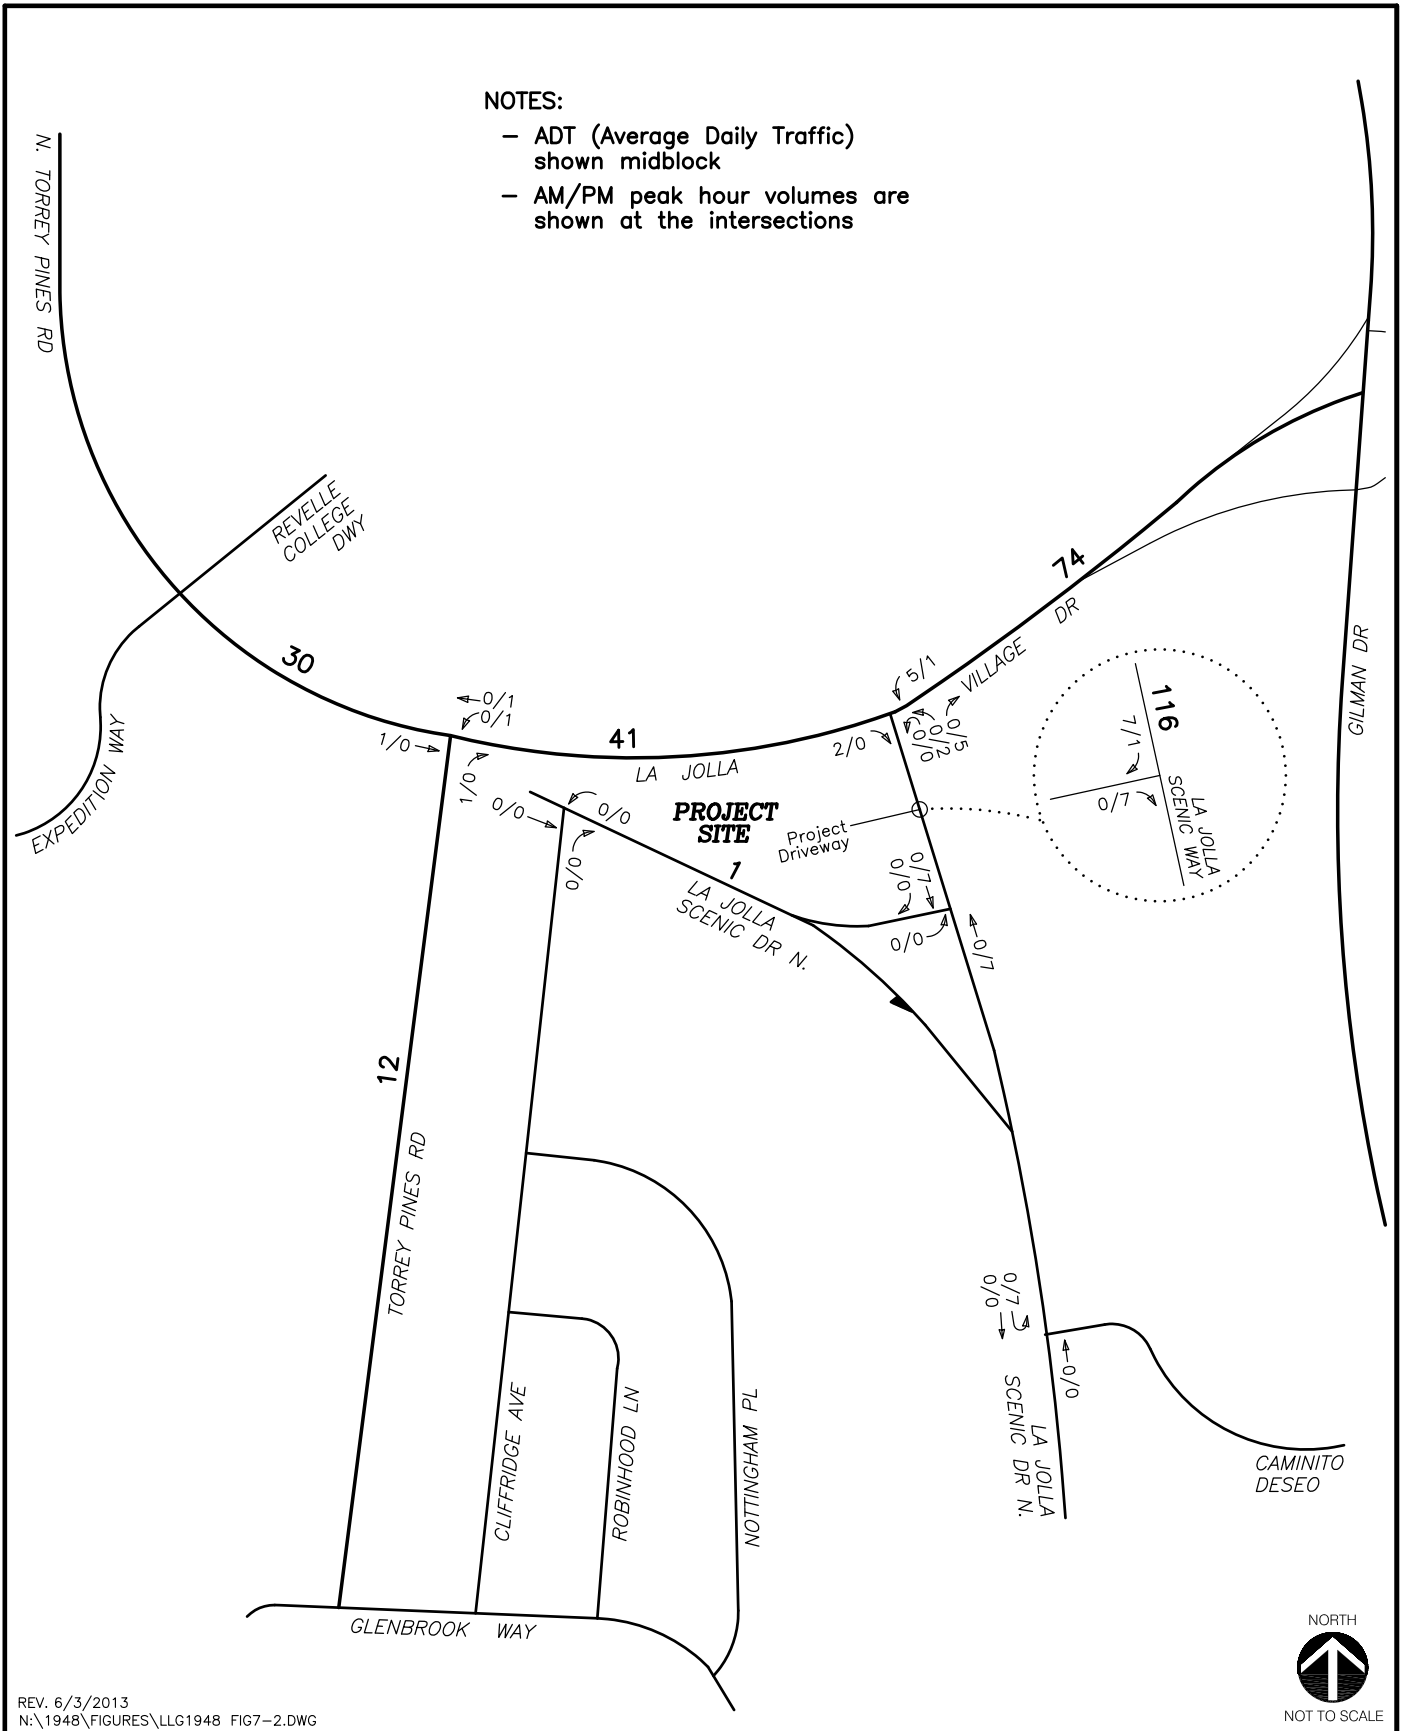 NOTES:
– ADT (Average Daily Traffic)
shown midblock
– AM/PM peak hour volumes are
shown at the intersections
N. TORREY PINES RD
REVELLE
COLLEGE
DWY
EXPEDITION WAY
30
0/1
0/1
1/0
1/0
41
LA JOLLA
VILLAGE DR
74
5/1
2/0
0/5
0/2
0/0
GILMAN DR
116
7/1
0/7
LA JOLLA
SCENIC WAY
PROJECT
SITE
Project
Driveway
1
LA JOLLA
SCENIC DR N.
0/0
0/0
0/0
0/7
0/0
0/0
0/7
12
TORREY PINES RD
CLIFFRIDGE AVE
ROBINHOOD LN
NOTTINGHAM PL
0/7
0/0
0/0
LA JOLLA
SCENIC DR N.
CAMINITO
DESEO
GLENBROOK WAY
NORTH
NOT TO SCALE
REV. 6/3/2013
N:\1948\FIGURES\LLG1948 FIG7-2.DWG